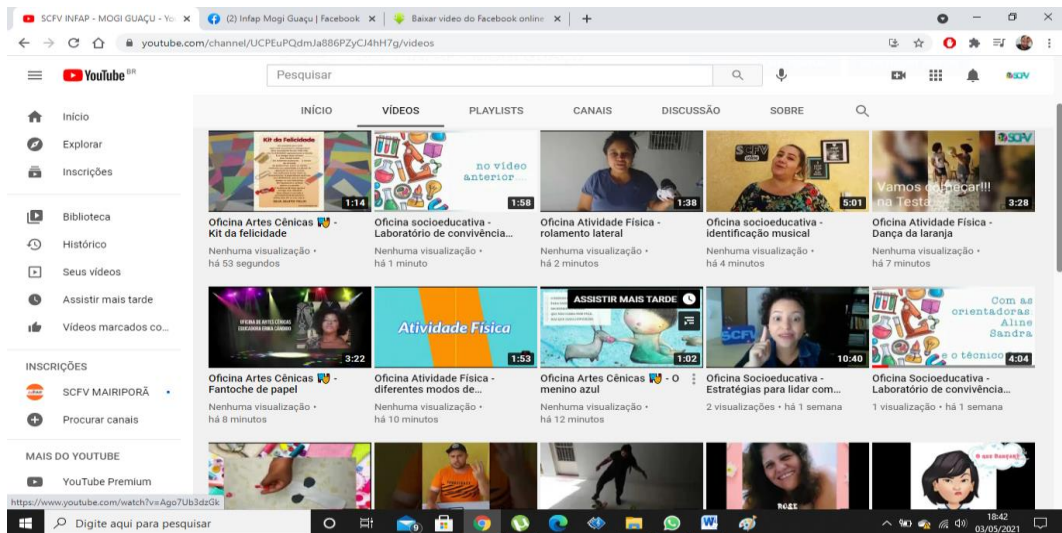 SCFV INFAP - MOGI GUAÇU - Yo
(2) Infap Mogi Guaçu | Facebook
Baixar video do Facebook online
youtube.com/channel/UCPEuPQdmJa886PZyCJ4hH7g/videos
YouTube BR
Pesquisar
INÍCIO
VÍDEOS
PLAYLISTS
CANAIS
DISCUSSÃO
SOBRE
Início
Explorar
Inscrições
Biblioteca
Histórico
Seus vídeos
Assistir mais tarde
Vídeos marcados co...
INSCRIÇÕES
SCFV MAIRIPORÃ
Procurar canais
MAIS DO YOUTUBE
YouTube Premium
Kit da Felicidade
1:14
Oficina Artes Cênicas 🎭 -
Kit da felicidade
Nenhuma visualização •
há 53 segundos
no vídeo
anterior...
1:58
Oficina socioeducativa -
Laboratório de convivência...
Nenhuma visualização •
há 1 minuto
1:38
Oficina Atividade Física -
rolamento lateral
Nenhuma visualização •
há 2 minutos
5:01
Oficina socioeducativa -
identificação musical
Nenhuma visualização •
há 4 minutos
SCFV
Vamos começar!!!
na Testa
3:28
Oficina Atividade Física -
Dança da laranja
Nenhuma visualização •
há 7 minutos
OFICINA DE ARTES CÊNICAS
3:22
Oficina Artes Cênicas 🎭 -
Fantoche de papel
Nenhuma visualização •
há 8 minutos
Atividade Física
1:53
Oficina Atividade Física -
diferentes modos de...
Nenhuma visualização •
há 10 minutos
ASSISTIR MAIS TARDE
1:02
Oficina Artes Cênicas 🎭 - O
menino azul
Nenhuma visualização •
há 12 minutos
SCFV
10:40
Oficina Socioeducativa -
Estratégias para lidar com...
2 visualizações • há 1 semana
Com as
orientadoras
Aline
Sandra
e o técnico
4:04
Oficina Socioeducativa -
Laboratório de convivência...
1 visualização • há 1 semana
ROSE
https://www.youtube.com/watch?v=Ago7Ub3dzGk
Digite aqui para pesquisar
18:42
03/05/2021